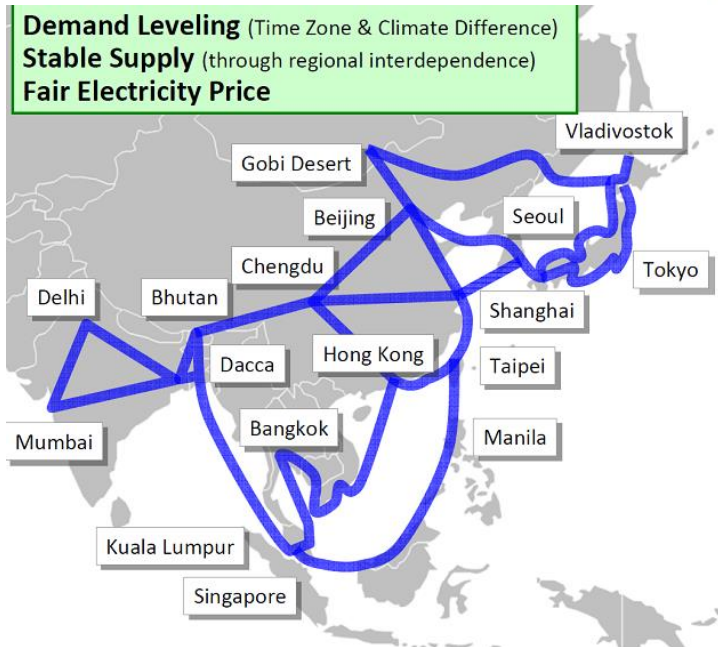 Demand Leveling (Time Zone & Climate Difference)
Stable Supply (through regional interdependence)
Fair Electricity Price
Vladivostok
Gobi Desert
Beijing
Seoul
Chengdu
Tokyo
Delhi
Bhutan
Shanghai
Dacca
Hong Kong
Taipei
Mumbai
Bangkok
Manila
Kuala Lumpur
Singapore